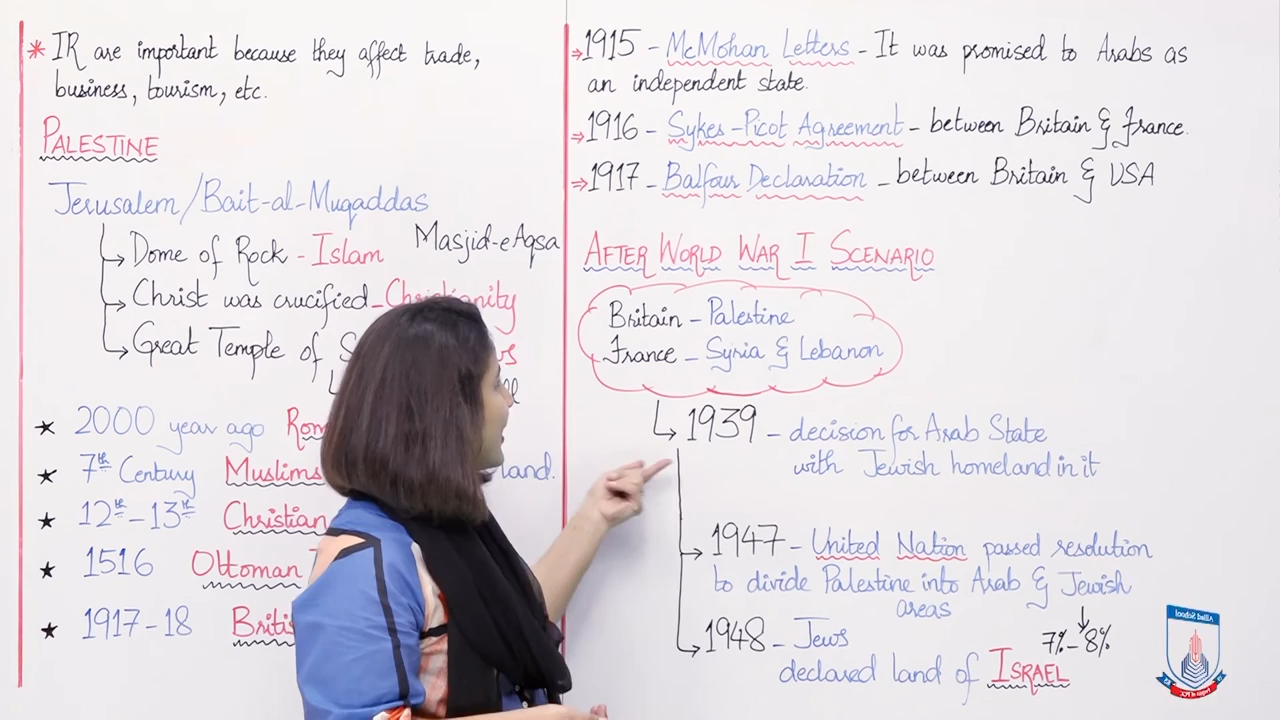 * IR are important because they affect trade,
business, tourism, etc.
PALESTINE
Jerusalem/Bait-al-Muqaddas
Dome of Rock - Islam Masjid-e Aqsa
Christ was crucified - Christianity
Great Temple of
2000 year ago
7th Century Muslims land.
12th - 13th Christian
1516 Ottoman
1917-18
⇒ 1915 - McMohan Letters - It was promised to Arabs as
an independent state.
⇒ 1916 - Sykes-Picot Agreement - between Britain & France.
⇒ 1917 - Balfour Declaration - between Britain & USA
AFTER WORLD WAR I SCENARIO
Britain - Palestine
France - Syria & Lebanon
1939 - decision for Arab State
with Jewish homeland in it
1947 - United Nation passed resolution
to divide Palestine into Arab & Jewish
areas
7% - 8%
1948 - Jews
declared land of ISRAEL
Allied School